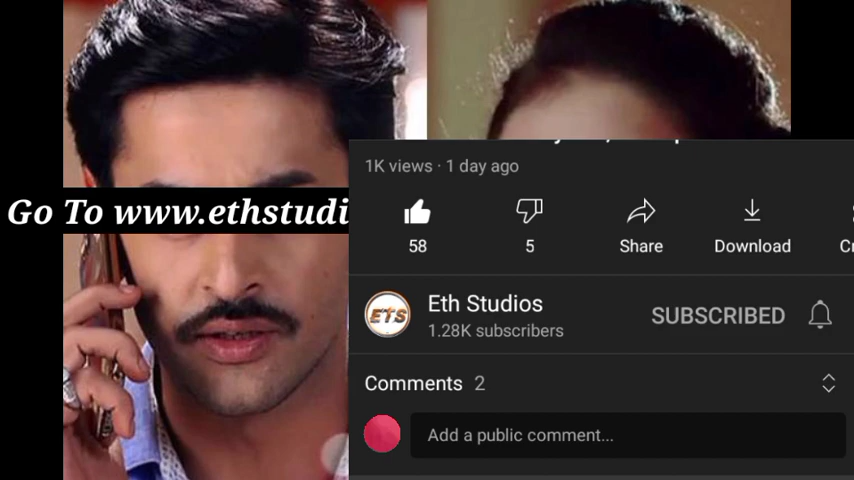 1K views · 1 day ago
Go To www.ethstudi
58
5
Share
Download
Cr
ETS
Eth Studios
1.28K subscribers
SUBSCRIBED
Comments 2
Add a public comment...